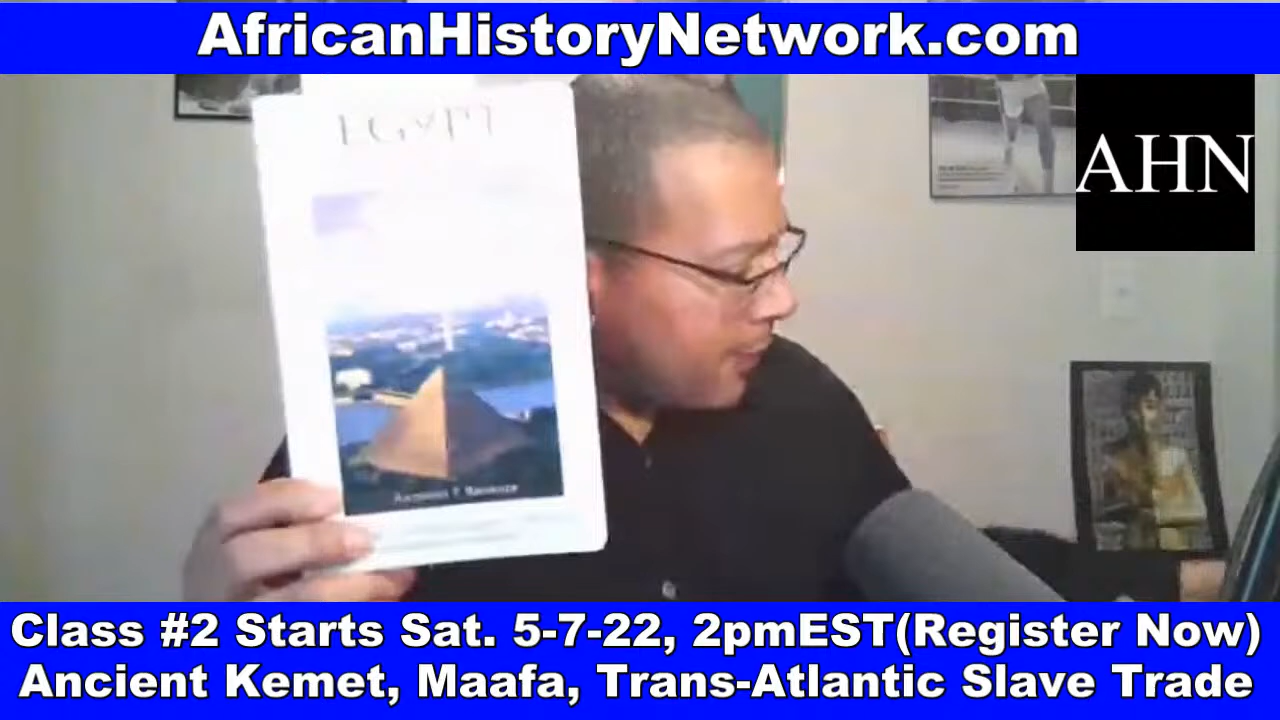 AfricanHistoryNetwork.com
AHN
EGYPT
Class #2 Starts Sat. 5-7-22, 2pmEST(Register Now)
Ancient Kemet, Maafa, Trans-Atlantic Slave Trade